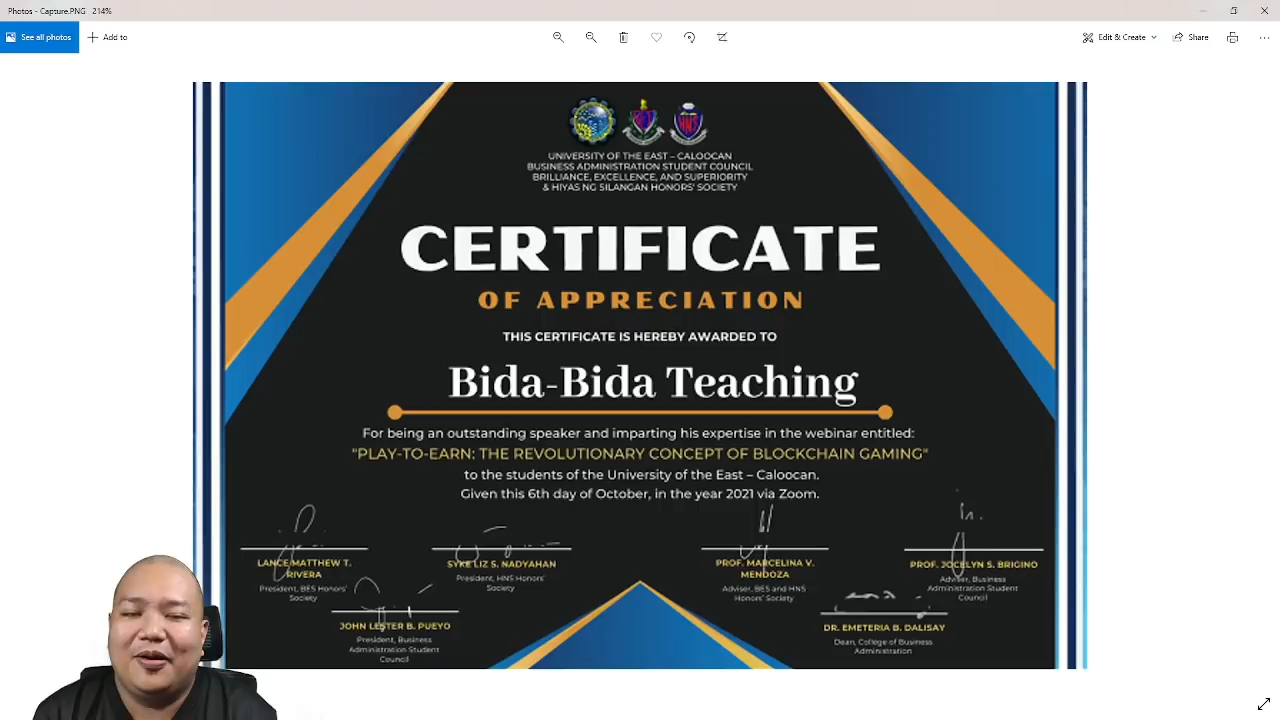 Photos - Capture.PNG 214%
See all photos
Add to
Edit & Create
Share
UNIVERSITY OF THE EAST – CALOOCAN
BUSINESS ADMINISTRATION STUDENT COUNCIL
BRILLIANCE, EXCELLENCE, AND SUPERIORITY
& HIYAS NG SILANGAN HONORS' SOCIETY
CERTIFICATE
OF APPRECIATION
THIS CERTIFICATE IS HEREBY AWARDED TO
Bida-Bida Teaching
For being an outstanding speaker and imparting his expertise in the webinar entitled:
"PLAY-TO-EARN: THE REVOLUTIONARY CONCEPT OF BLOCKCHAIN GAMING"
to the students of the University of the East – Caloocan.
Given this 6th day of October, in the year 2021 via Zoom.
LANCE MATTHEW T.
RIVERA
President, BES Honors'
Society
SYKE LIZ S. NADYAHAN
President, HNS Honors'
Society
PROF. MARCELINA V.
MENDOZA
Adviser, BES and HNS
Honors' Society
PROF. JOCELYN S. BRIGINO
Adviser, Business
Administration Student
Council
JOHN LESTER B. PUEYO
President, Business
Administration Student
Council
DR. EMETERIA B. DALISAY
Dean, College of Business
Administration